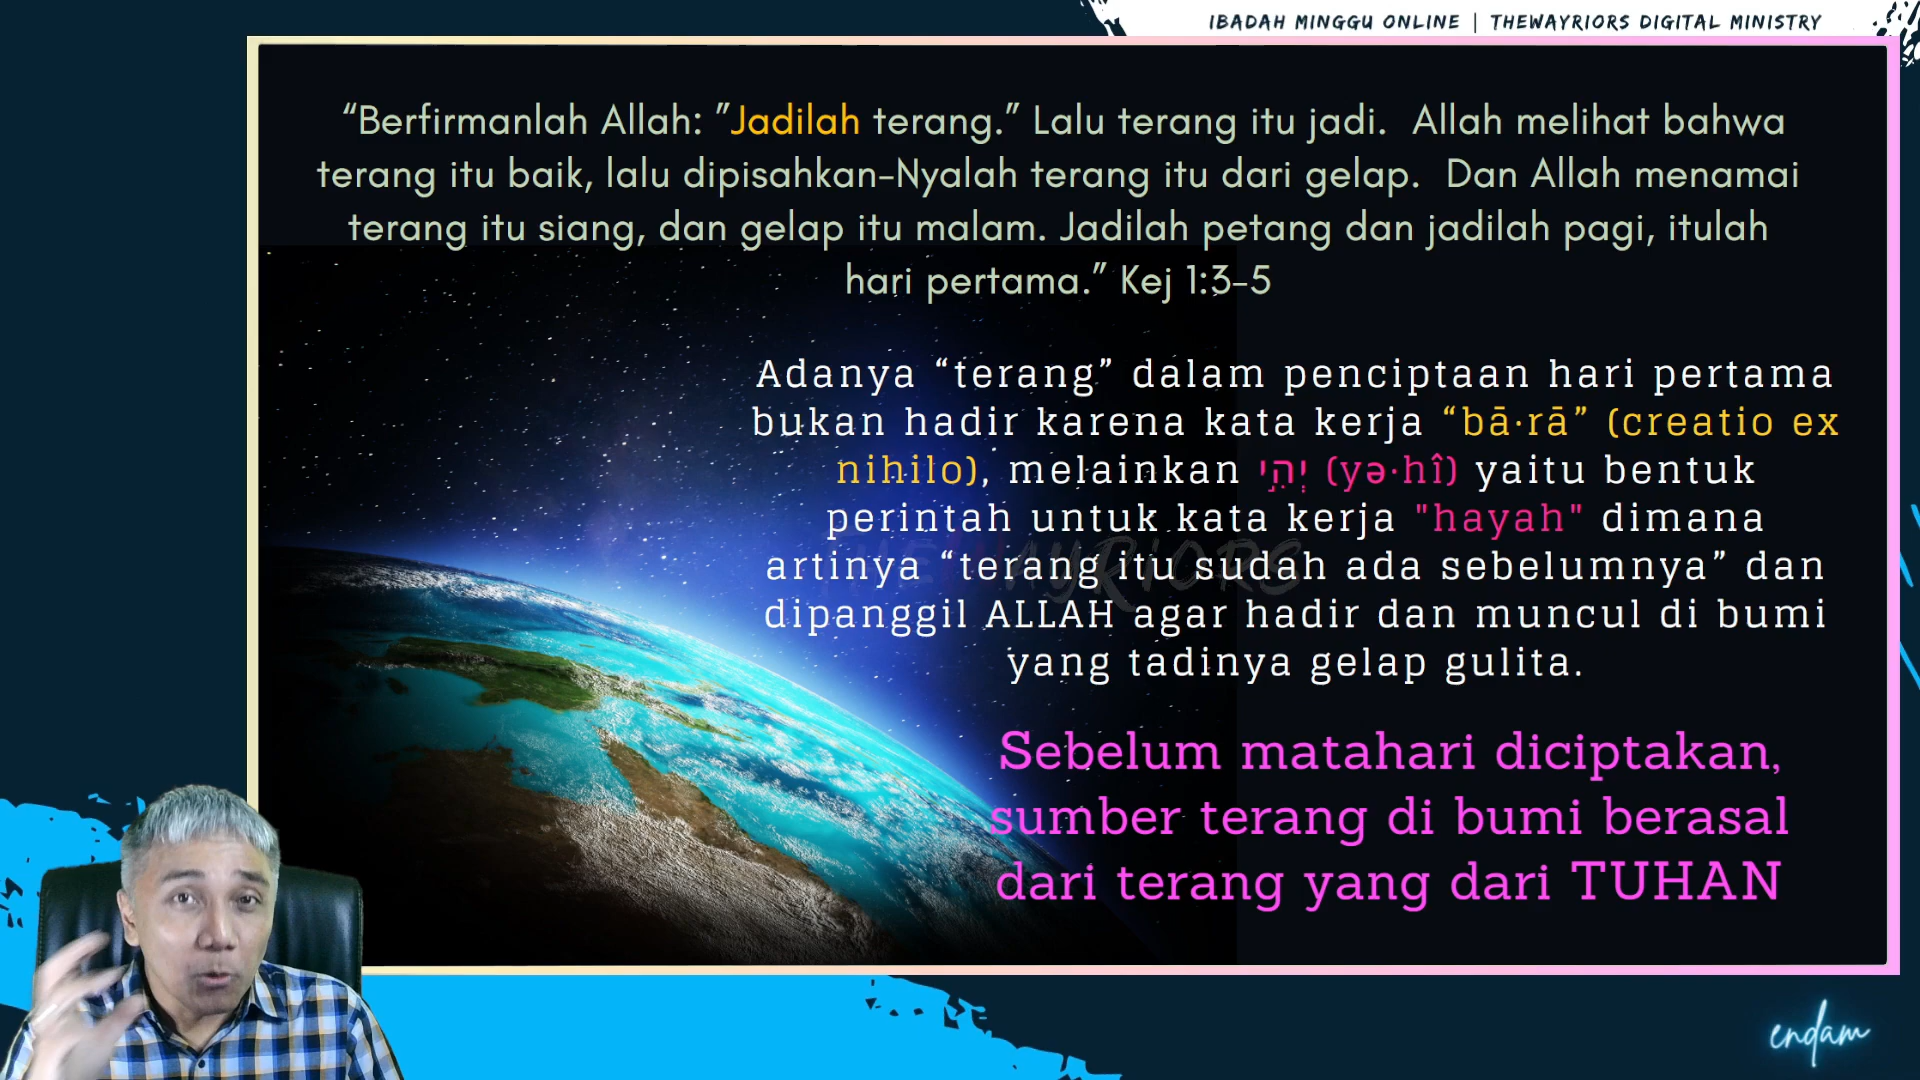 IBADAH MINGGU ONLINE | THEWAYRIORS DIGITAL MINISTRY
“Berfirmanlah Allah: ”Jadilah terang.” Lalu terang itu jadi. Allah melihat bahwa
terang itu baik, lalu dipisahkan-Nyalah terang itu dari gelap. Dan Allah menamai
terang itu siang, dan gelap itu malam. Jadilah petang dan jadilah pagi, itulah
hari pertama.” Kej 1:3-5
Adanya “terang” dalam penciptaan hari pertama
bukan hadir karena kata kerja “bā·rā” (creatio ex
nihilo), melainkan יְהִ֣י (yə·hî) yaitu bentuk
perintah untuk kata kerja "hayah" dimana
artinya “terang itu sudah ada sebelumnya” dan
dipanggil ALLAH agar hadir dan muncul di bumi
yang tadinya gelap gulita.
THEWAYRIORS
Sebelum matahari diciptakan,
sumber terang di bumi berasal
dari terang yang dari TUHAN
endam